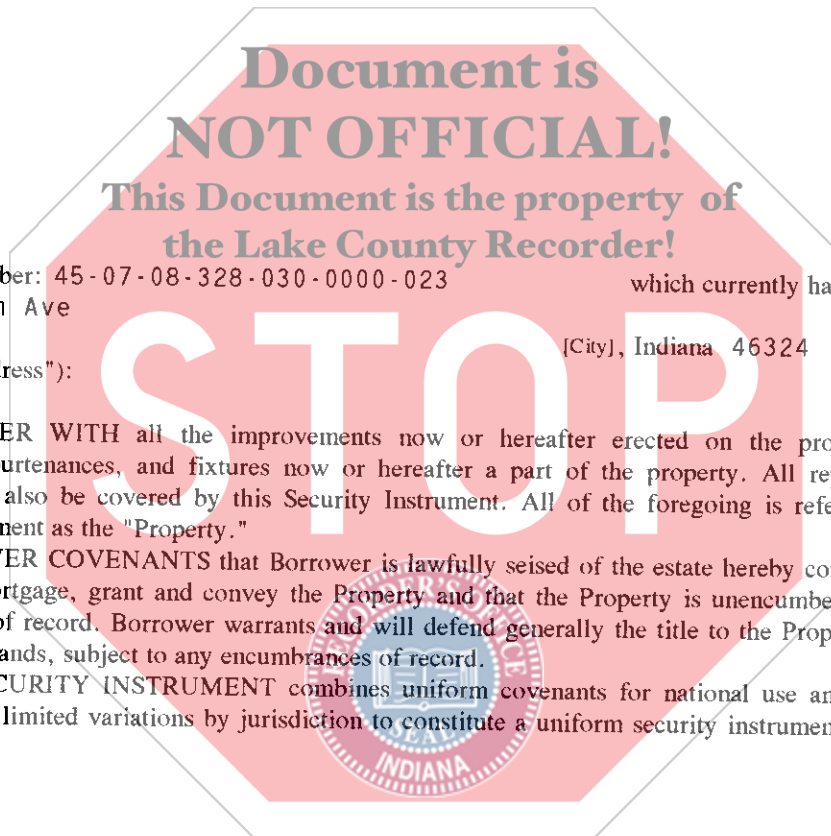 Document is
NOT OFFICIAL!
This Document is the property of
the Lake County Recorder!
ber: 45-07-08-328-030-0000-023 which currently ha
Ave
[City], Indiana 46324
ress"):
STOP
ER WITH all the improvements now or hereafter erected on the pro
urtenances, and fixtures now or hereafter a part of the property. All re
also be covered by this Security Instrument. All of the foregoing is refe
ment as the "Property."
ER COVENANTS that Borrower is lawfully seised of the estate hereby co
rtgage, grant and convey the Property and that the Property is unencumbe
of record. Borrower warrants and will defend generally the title to the Prop
ands, subject to any encumbrances of record.
CURITY INSTRUMENT combines uniform covenants for national use an
limited variations by jurisdiction to constitute a uniform security instrumen
RECORDER'S OFFICE
SEAL
INDIANA